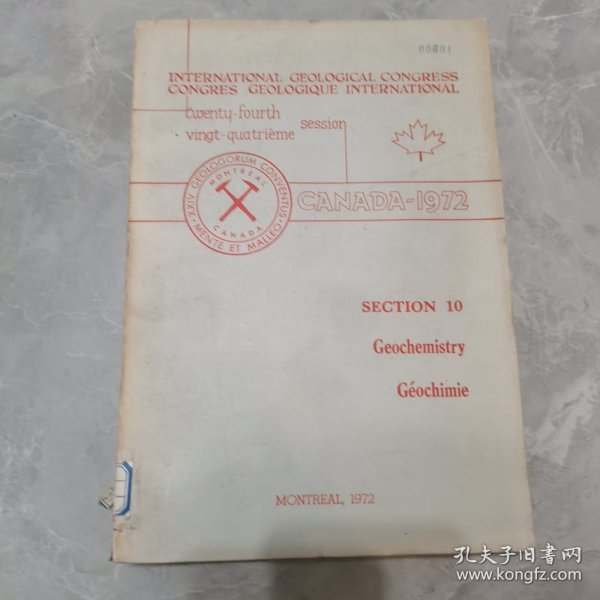 00601
INTERNATIONAL GEOLOGICAL CONGRESS
CONGRES GEOLOGIQUE INTERNATIONAL
twenty-fourth
vingt-quatrième
session
XXIV GEOLOGORUM CONVENTUS
MONTREAL
CANADA
MENTE ET MALLEO
CANADA-1972
SECTION 10
Geochemistry
Géochimie
MONTREAL, 1972
孔夫子旧书网
www.kongfz.com